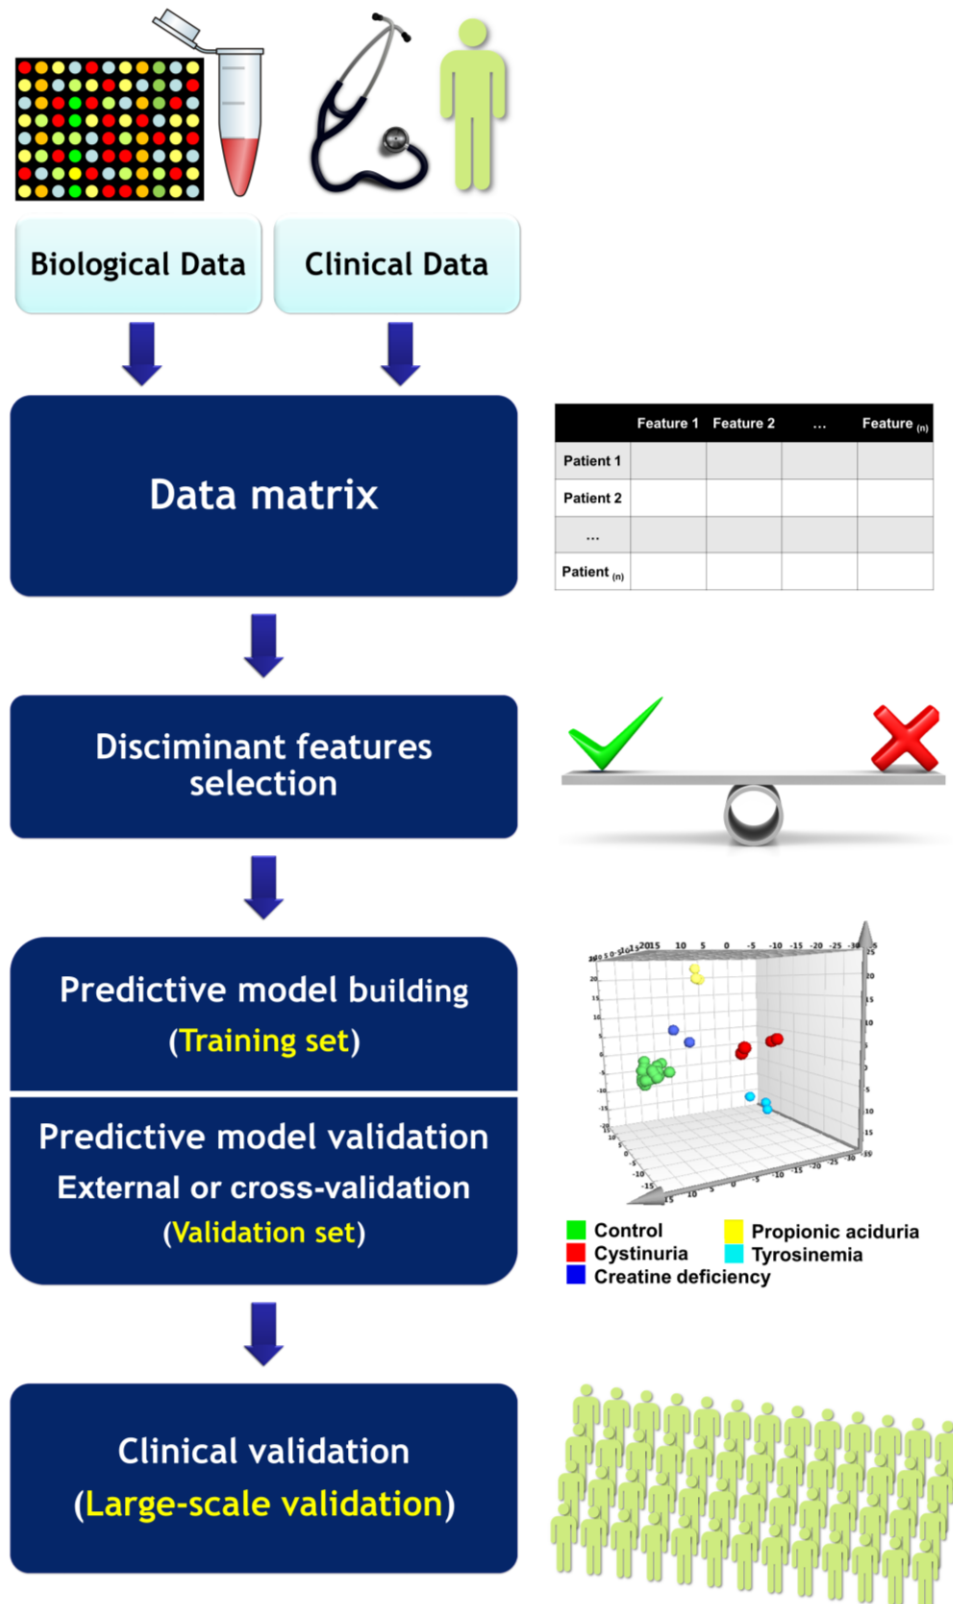 Biological Data
Clinical Data
Data matrix
Feature 1 Feature 2 ... Feature (n)
Patient 1
Patient 2
...
Patient (n)
Disciminant features
selection
Predictive model building
(Training set)
Predictive model validation
External or cross-validation
(Validation set)
Control
Propionic aciduria
Cystinuria
Tyrosinemia
Creatine deficiency
Clinical validation
(Large-scale validation)